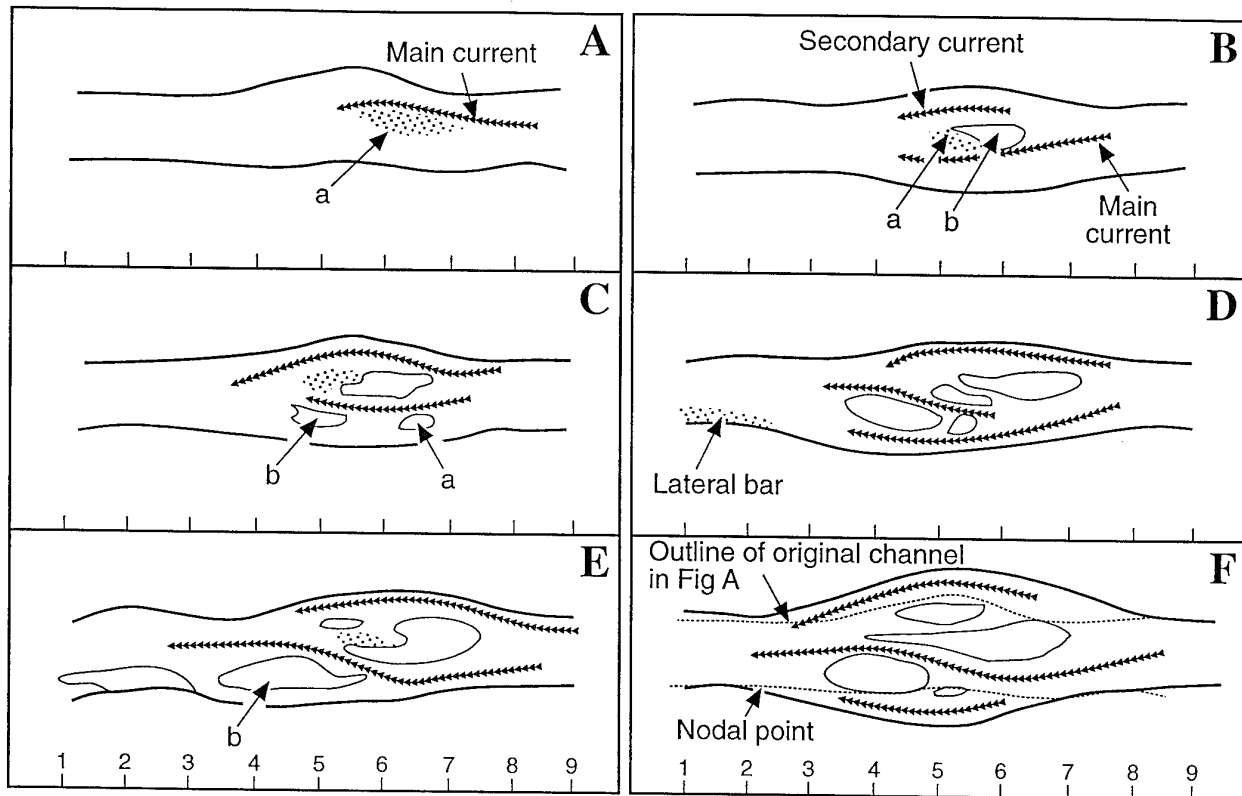 A
Main current
a
B
Secondary current
a
b
Main
current
C
b
a
D
Lateral bar
E
b
1 2 3 4 5 6 7 8 9
F
Outline of original channel
in Fig A
Nodal point
1 2 3 4 5 6 7 8 9